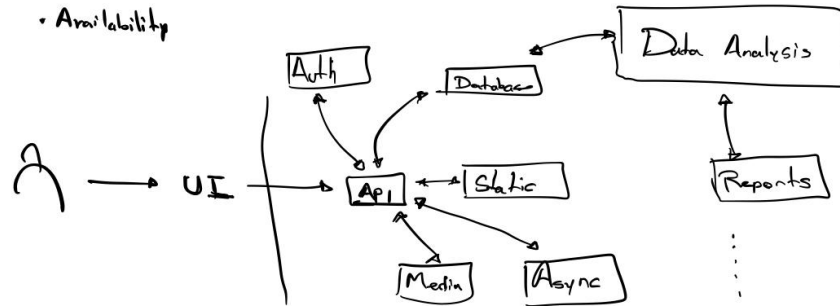 • Availability
Data Analysis
Auth
Database
UI
API
Static
Reports
Media
Async